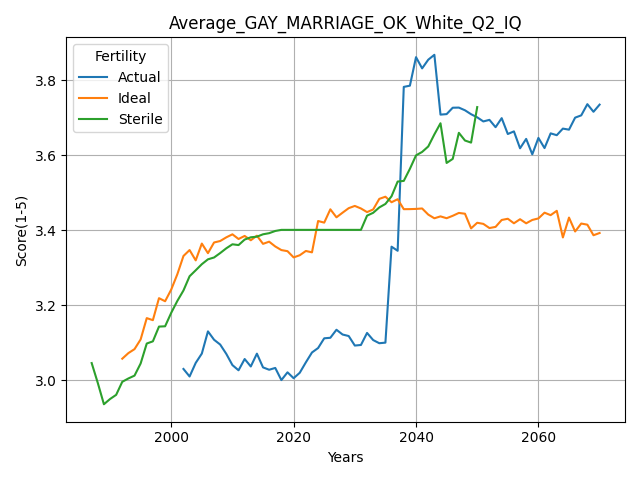 Average_GAY_MARRIAGE_OK_White_Q2_IQ
Fertility
Actual
Ideal
Sterile
Score(1-5)
3.8
3.6
3.4
3.2
3.0
2000
2020
2040
2060
Years